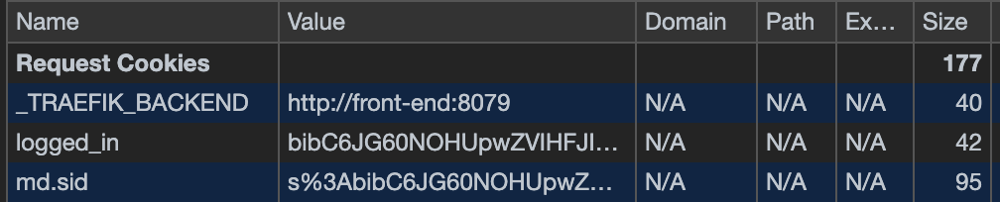 Name Value Domain Path Ex... Size
Request Cookies 177
_TRAEFIK_BACKEND http://front-end:8079 N/A N/A N/A 40
logged_in bibC6JG60NOHUpwZVIHFJI... N/A N/A N/A 42
md.sid s%3AbibC6JG60NOHUpwZ... N/A N/A N/A 95